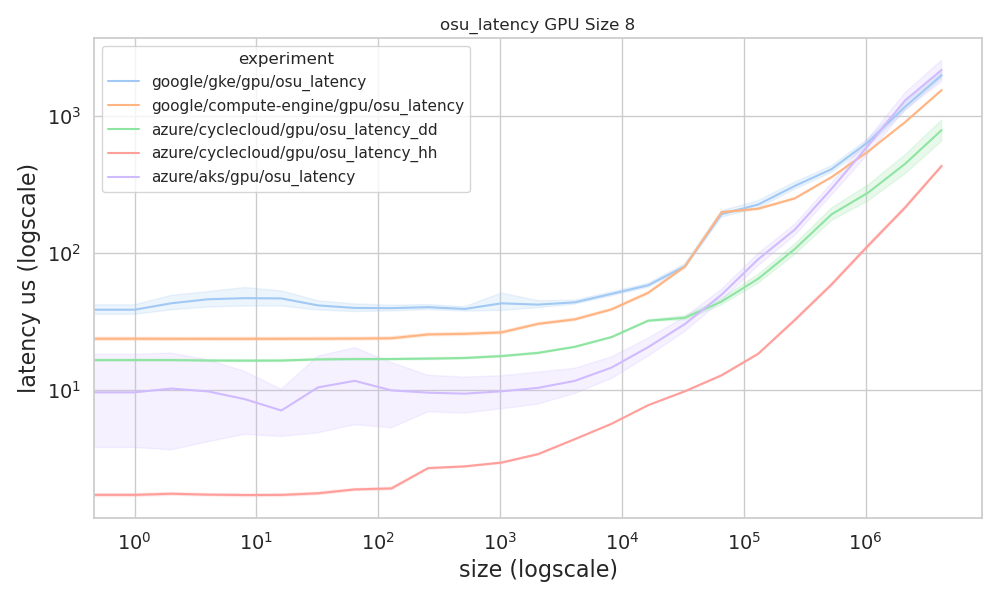 osu_latency GPU Size 8
experiment
google/gke/gpu/osu_latency
google/compute-engine/gpu/osu_latency
azure/cyclecloud/gpu/osu_latency_dd
azure/cyclecloud/gpu/osu_latency_hh
azure/aks/gpu/osu_latency
latency us (logscale)
10³
10²
10¹
10⁰ 10¹ 10² 10³ 10⁴ 10⁵ 10⁶
size (logscale)